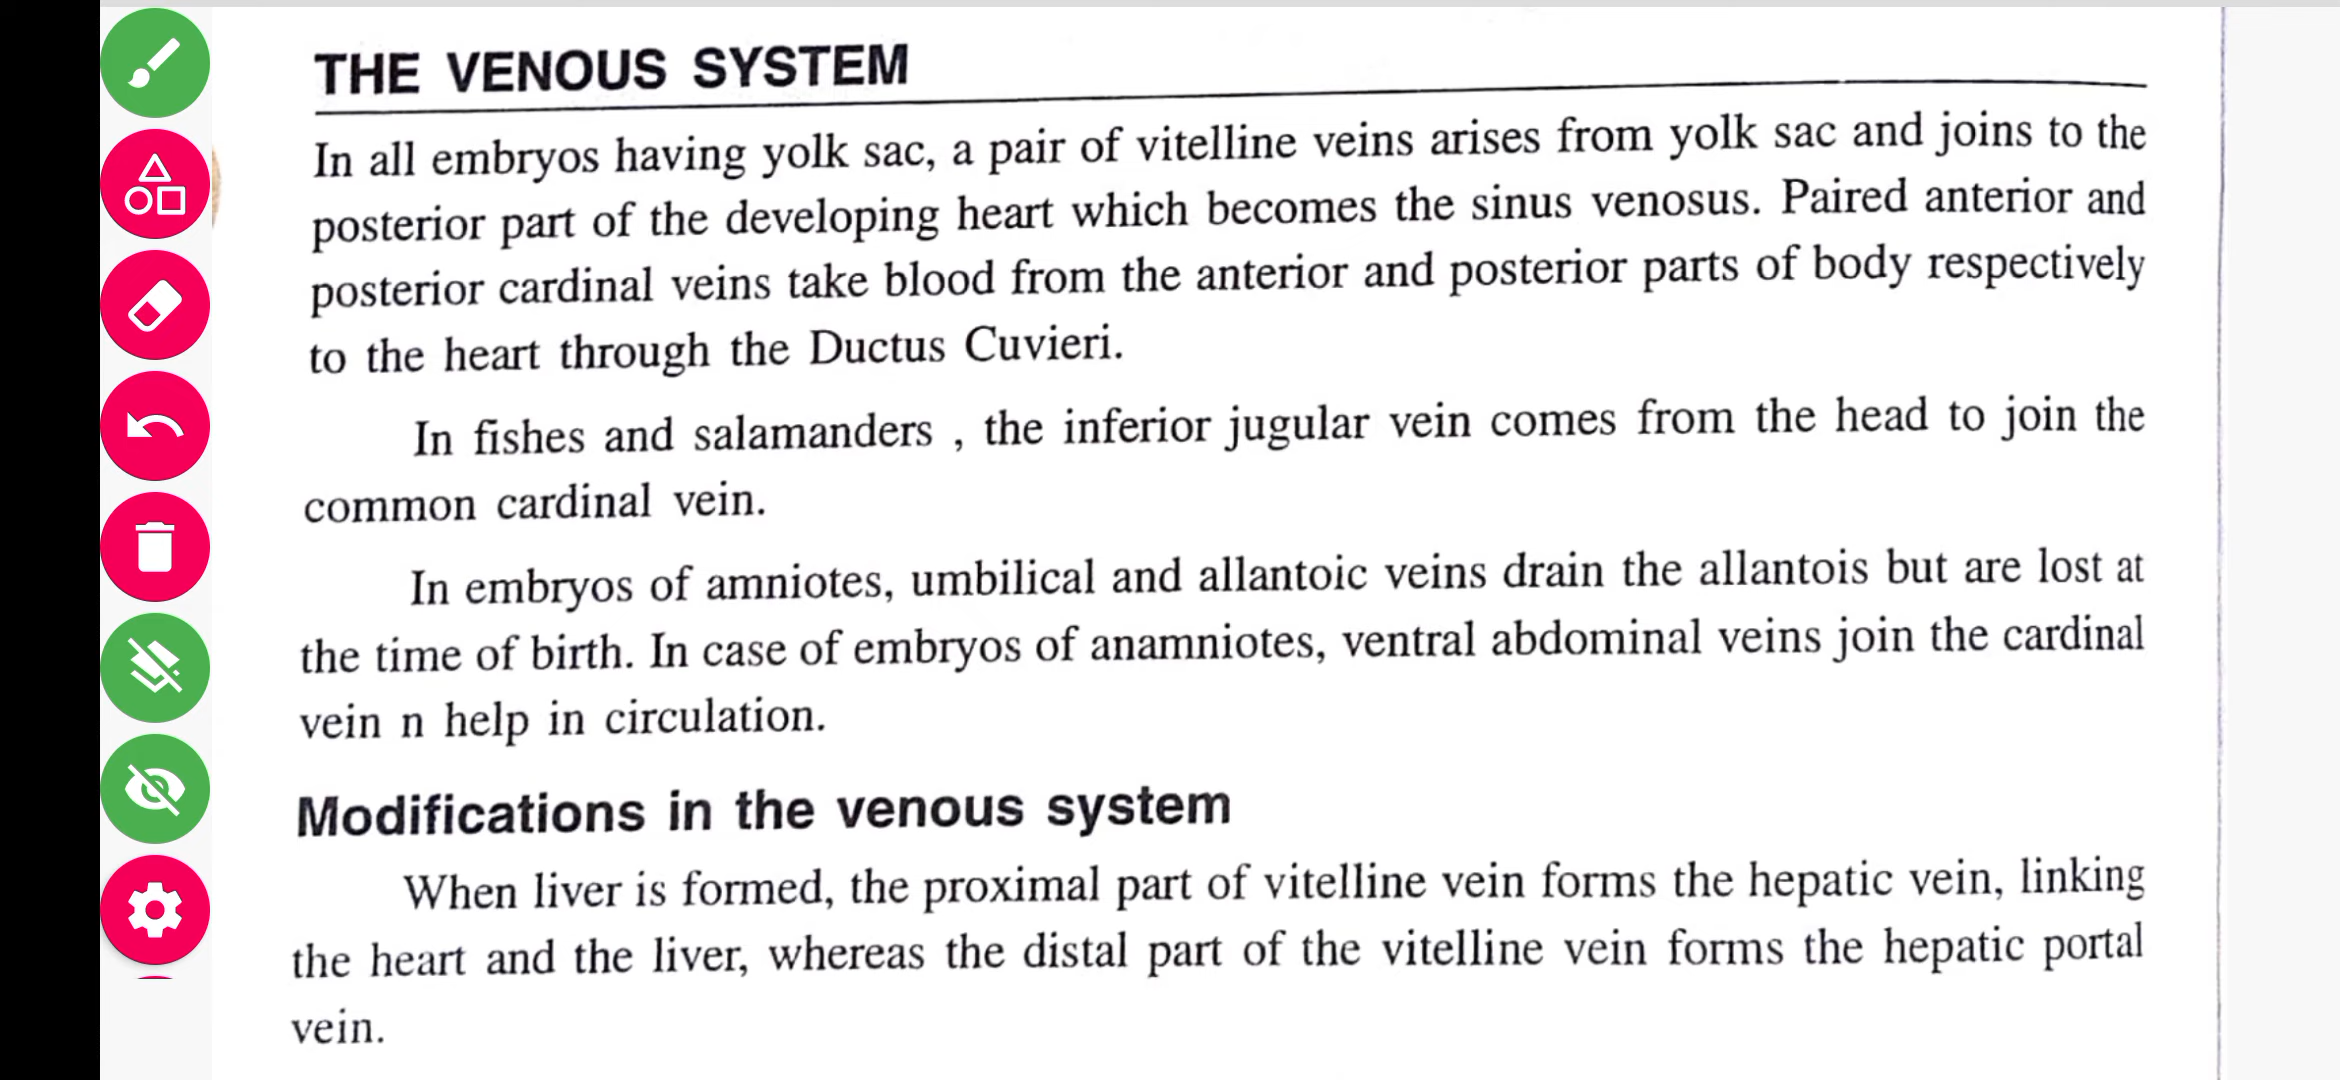 THE VENOUS SYSTEM
In all embryos having yolk sac, a pair of vitelline veins arises from yolk sac and joins to the
posterior part of the developing heart which becomes the sinus venosus. Paired anterior and
posterior cardinal veins take blood from the anterior and posterior parts of body respectively
to the heart through the Ductus Cuvieri.
In fishes and salamanders , the inferior jugular vein comes from the head to join the
common cardinal vein.
In embryos of amniotes, umbilical and allantoic veins drain the allantois but are lost at
the time of birth. In case of embryos of anamniotes, ventral abdominal veins join the cardinal
vein n help in circulation.
Modifications in the venous system
When liver is formed, the proximal part of vitelline vein forms the hepatic vein, linking
the heart and the liver, whereas the distal part of the vitelline vein forms the hepatic portal
vein.